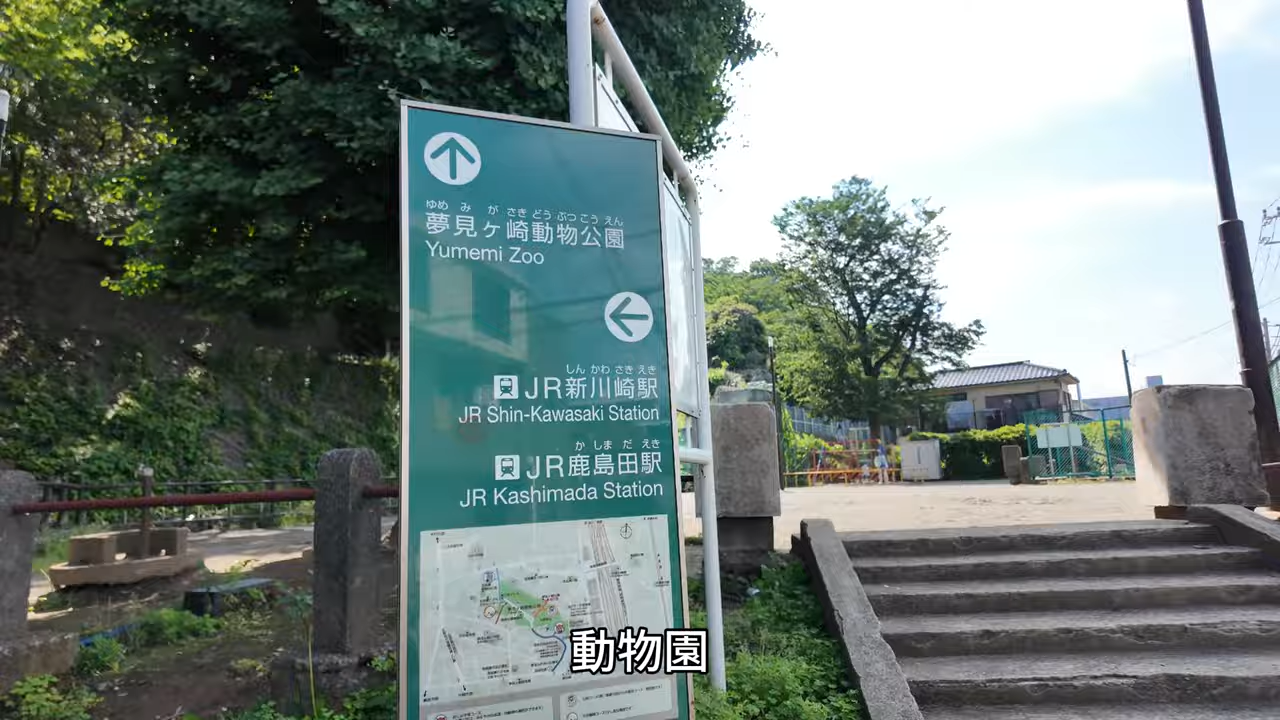 ゆめ み が さき どう ぶつ こう えん
夢見ヶ崎動物公園
Yumemi Zoo
しん かわ さき えき
JR新川崎駅
JR Shin-Kawasaki Station
か しま だ えき
JR鹿島田駅
JR Kashimada Station
動物園